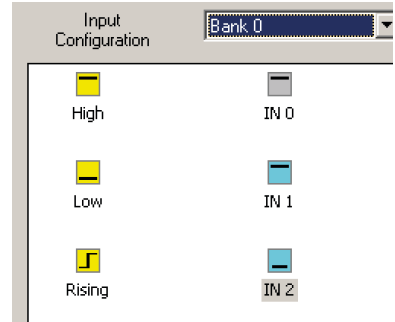 Input
Configuration
Bank 0
High
IN 0
Low
IN 1
Rising
IN 2